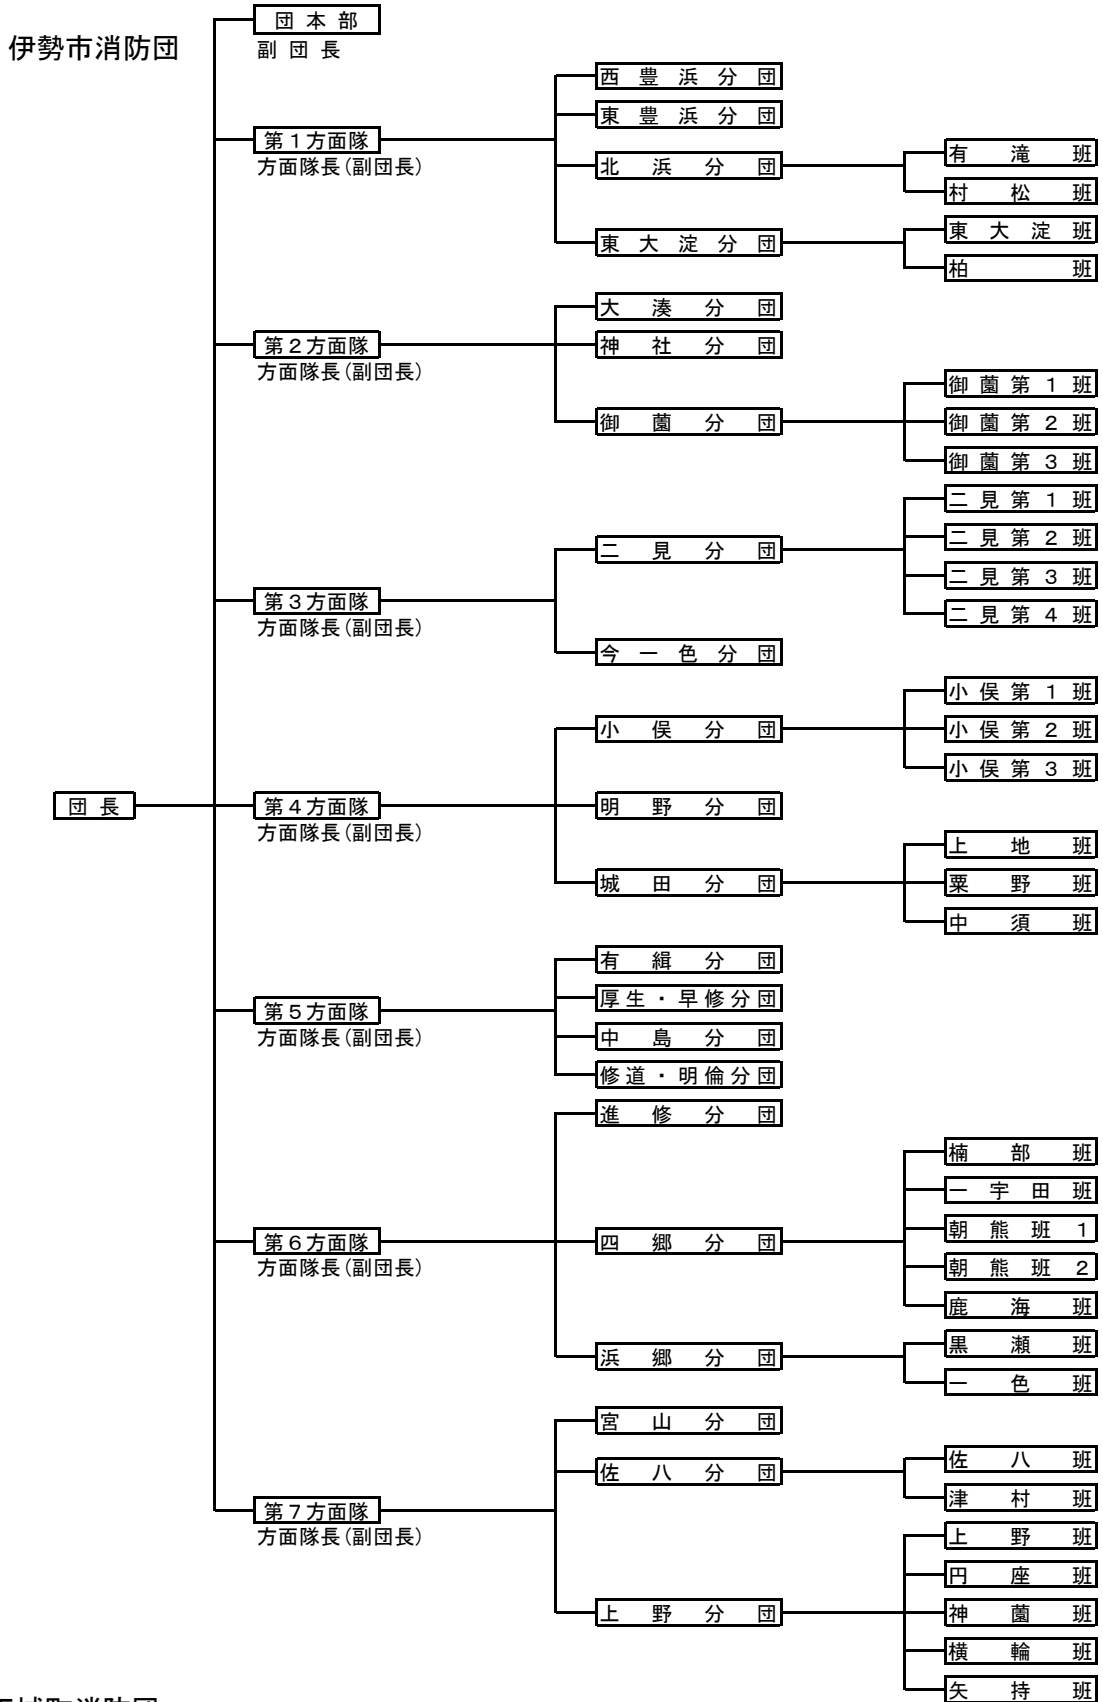 団本部
伊勢市消防団
副団長
西豊浜分団
東豊浜分団
第１方面隊
方面隊長（副団長）
北浜分団
有滝班
村松班
東大淀分団
東大淀班
柏班
大湊分団
第２方面隊
方面隊長（副団長）
神社分団
御薗分団
御薗第１班
御薗第２班
御薗第３班
二見分団
二見第１班
二見第２班
二見第３班
二見第４班
第３方面隊
方面隊長（副団長）
今一色分団
小俣分団
小俣第１班
小俣第２班
小俣第３班
団長
第４方面隊
方面隊長（副団長）
明野分団
城田分団
上地班
粟野班
中須班
有緝分団
第５方面隊
方面隊長（副団長）
厚生・早修分団
中島分団
修道・明倫分団
進修分団
第６方面隊
方面隊長（副団長）
四郷分団
楠部班
一宇田班
朝熊班１
朝熊班２
鹿海班
浜郷分団
黒瀬班
一色班
宮山分団
佐八分団
佐八班
津村班
第７方面隊
方面隊長（副団長）
上野分団
上野班
円座班
神薗班
横輪班
矢持班